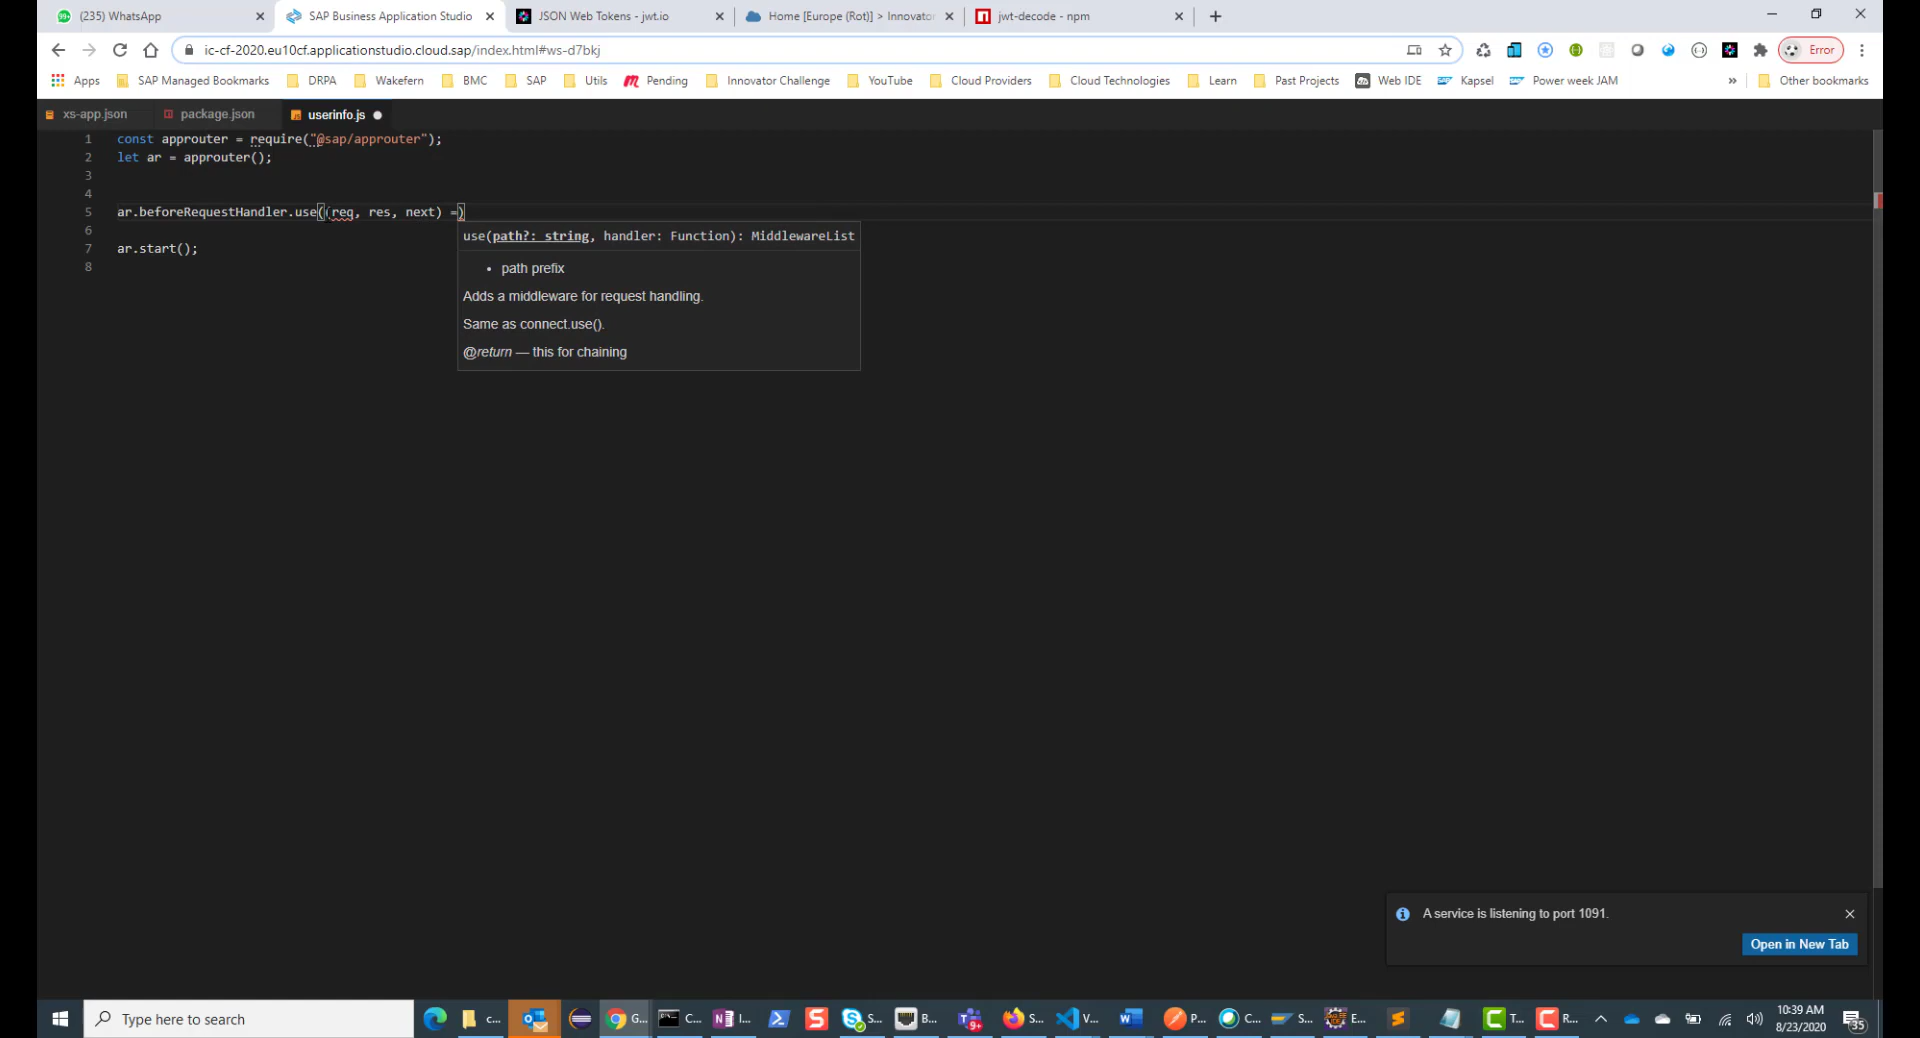 99+ (235) WhatsApp SAP Business Application Studio JSON Web Tokens - jwt.io Home [Europe (Rot)] > Innovator jwt-decode - npm
ic-cf-2020.eu10cf.applicationstudio.cloud.sap/index.html#ws-d7bkj Error
Apps SAP Managed Bookmarks DRPA Wakefern BMC SAP Utils Pending Innovator Challenge YouTube Cloud Providers Cloud Technologies Learn Past Projects Web IDE Kapsel Power week JAM » Other bookmarks
xs-app.json package.json userinfo.js
1 const approuter = require("@sap/approuter");
2 let ar = approuter();
3
4
5 ar.beforeRequestHandler.use((req, res, next) =)
use(path?: string, handler: Function): MiddlewareList
6
7 ar.start();
8
• path prefix
Adds a middleware for request handling.
Same as connect.use().
@return — this for chaining
A service is listening to port 1091.
Open in New Tab
Type here to search c... G... C... I... S... B... 9+ S... V... P... C... S... E... T... R... 10:39 AM
8/23/2020 35